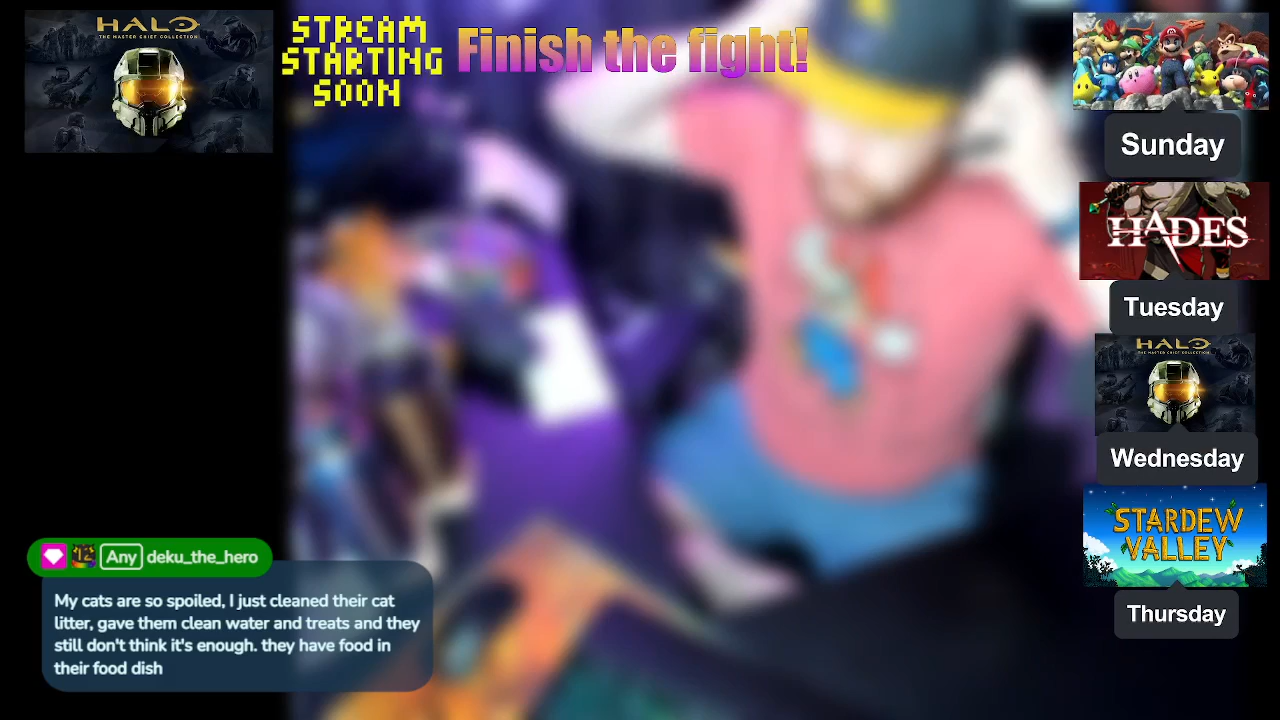 HALO
THE MASTER CHIEF COLLECTION
STREAM
STARTING
SOON
Finish the fight!
Sunday
HADES
Tuesday
HALO
THE MASTER CHIEF COLLECTION
Wednesday
STARDEW
VALLEY
Thursday
Any deku_the_hero
My cats are so spoiled, I just cleaned their cat
litter, gave them clean water and treats and they
still don't think it's enough. they have food in
their food dish